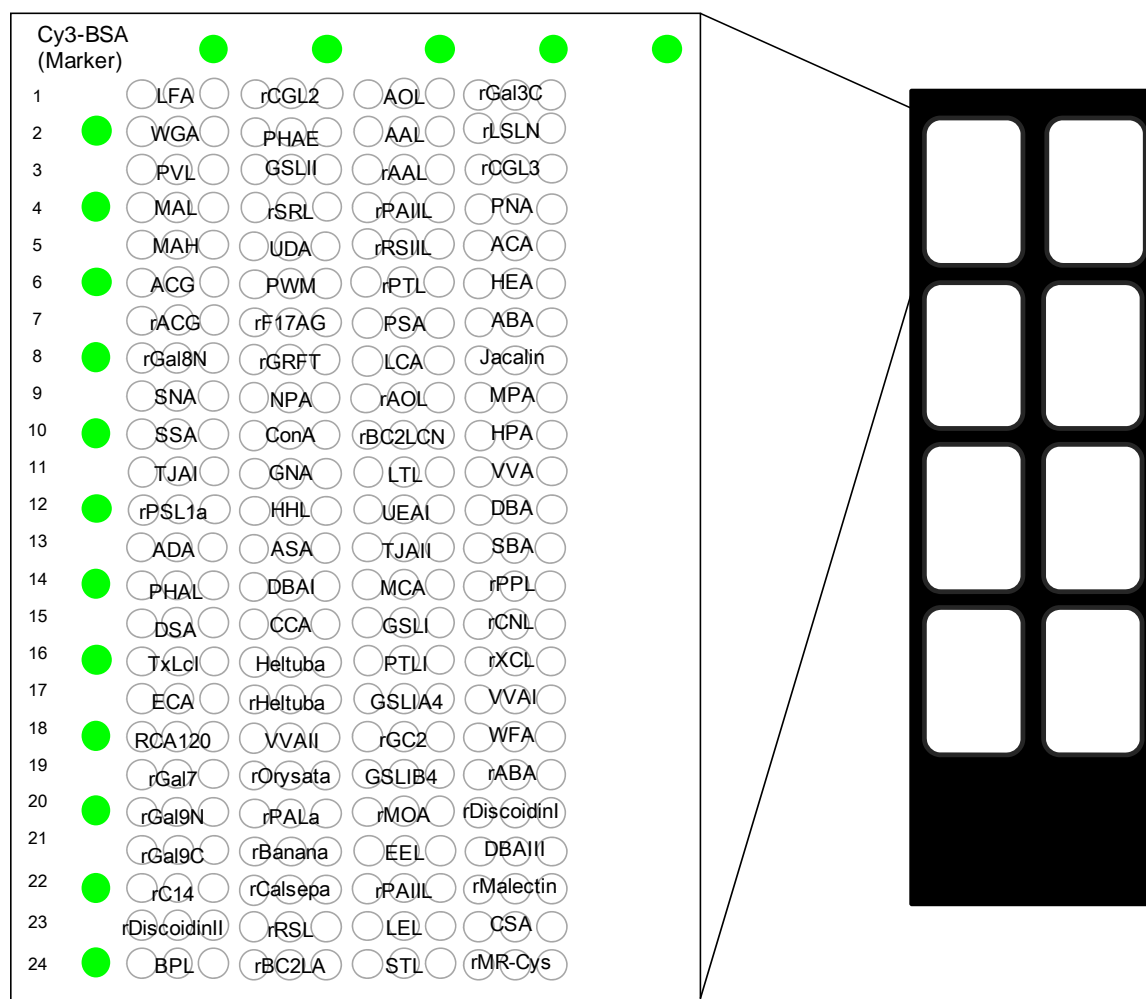 Cy3-BSA
(Marker)
1 LFA rCGL2 AOL rGal3C
2 WGA PHAE AAL rLSLN
3 PVL GSLII rAAL rCGL3
4 MAL rSRL rPAIIL PNA
5 MAH UDA rRSIIL ACA
6 ACG PWM rPTL HEA
7 rACG rF17AG PSA ABA
8 rGal8N rGRFT LCA Jacalin
9 SNA NPA rAOL MPA
10 SSA ConA rBC2LCN HPA
11 TJAI GNA LTL VVA
12 rPSL1a HHL UEAI DBA
13 ADA ASA TJAII SBA
14 PHAL DBAI MCA rPPL
15 DSA CCA GSLI rCNL
16 TxLcI Heltuba PTLI rXCL
17 ECA rHeltuba GSLIA4 VVAI
18 RCA120 VVAII rGC2 WFA
19 rGal7 rOrysata GSLIB4 rABA
20 rGal9N rPALa rMOA rDiscoidinI
21 rGal9C rBanana EEL DBAIII
22 rC14 rCalsepa rPAIIL rMalectin
23 rDiscoidinII rRSL LEL CSA
24 BPL rBC2LA STL rMR-Cys